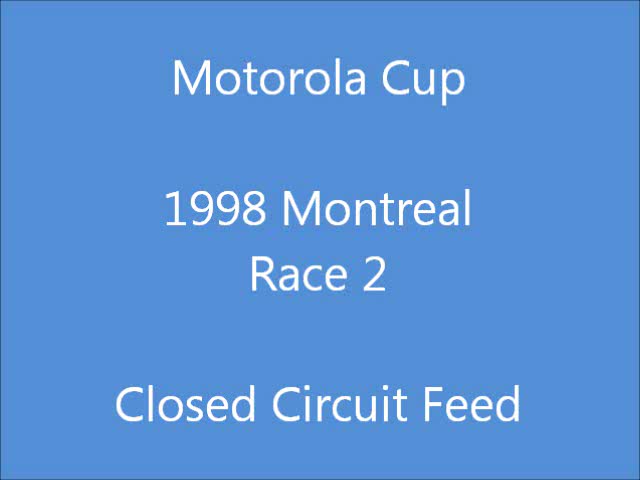 Motorola Cup
1998 Montreal
Race 2
Closed Circuit Feed